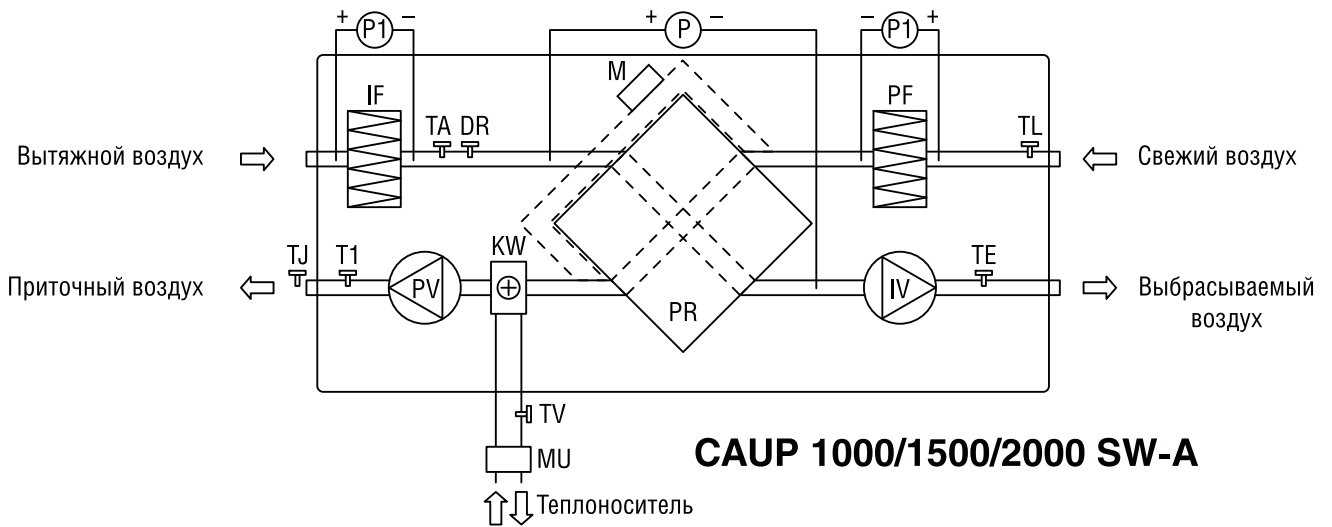 + P1 −
+ P −
− P1 +
M
IF
PF
TA DR
TL
Вытяжной воздух
Свежий воздух
KW
TJ T1
TE
Приточный воздух
PV
IV
Выбрасываемый
воздух
PR
TV
MU
CAUP 1000/1500/2000 SW-A
Теплоноситель